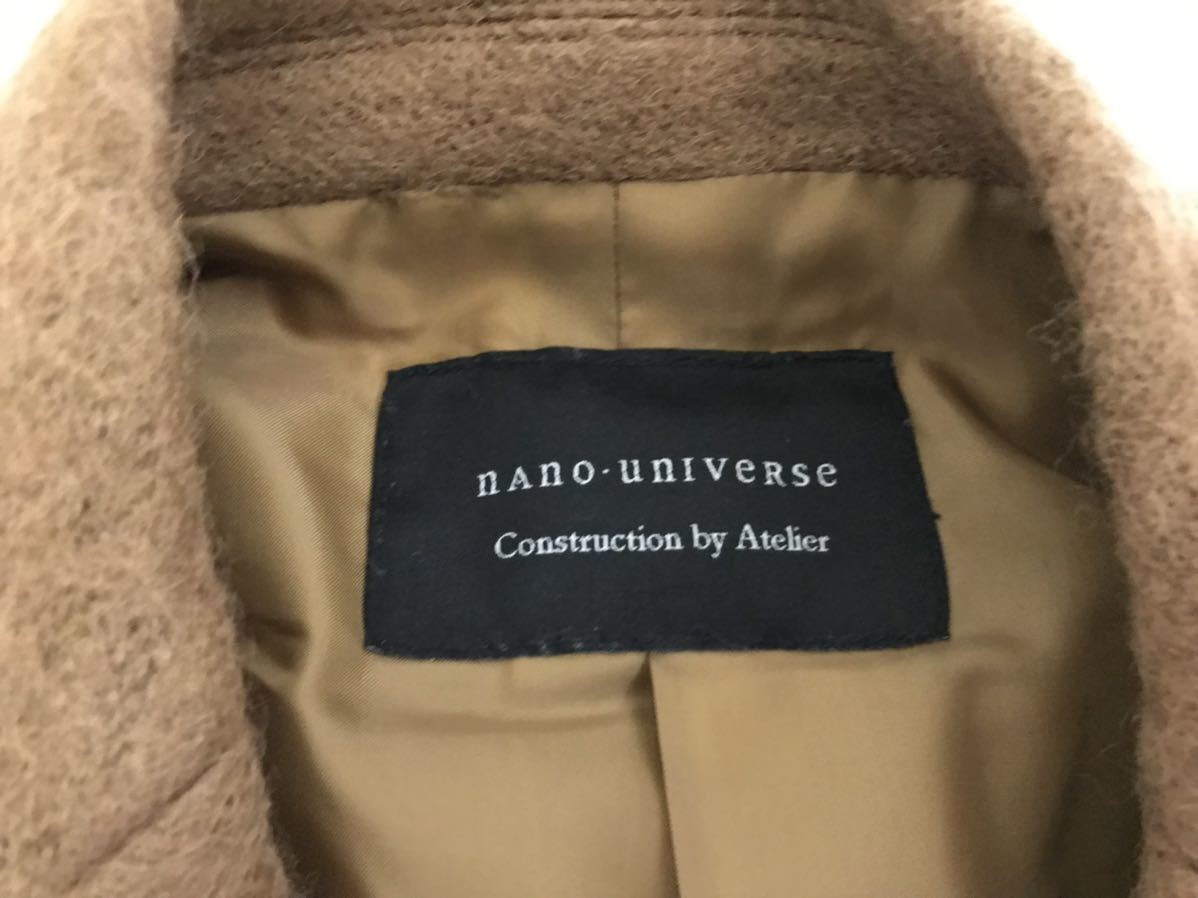 nano·universe
Construction by Atelier